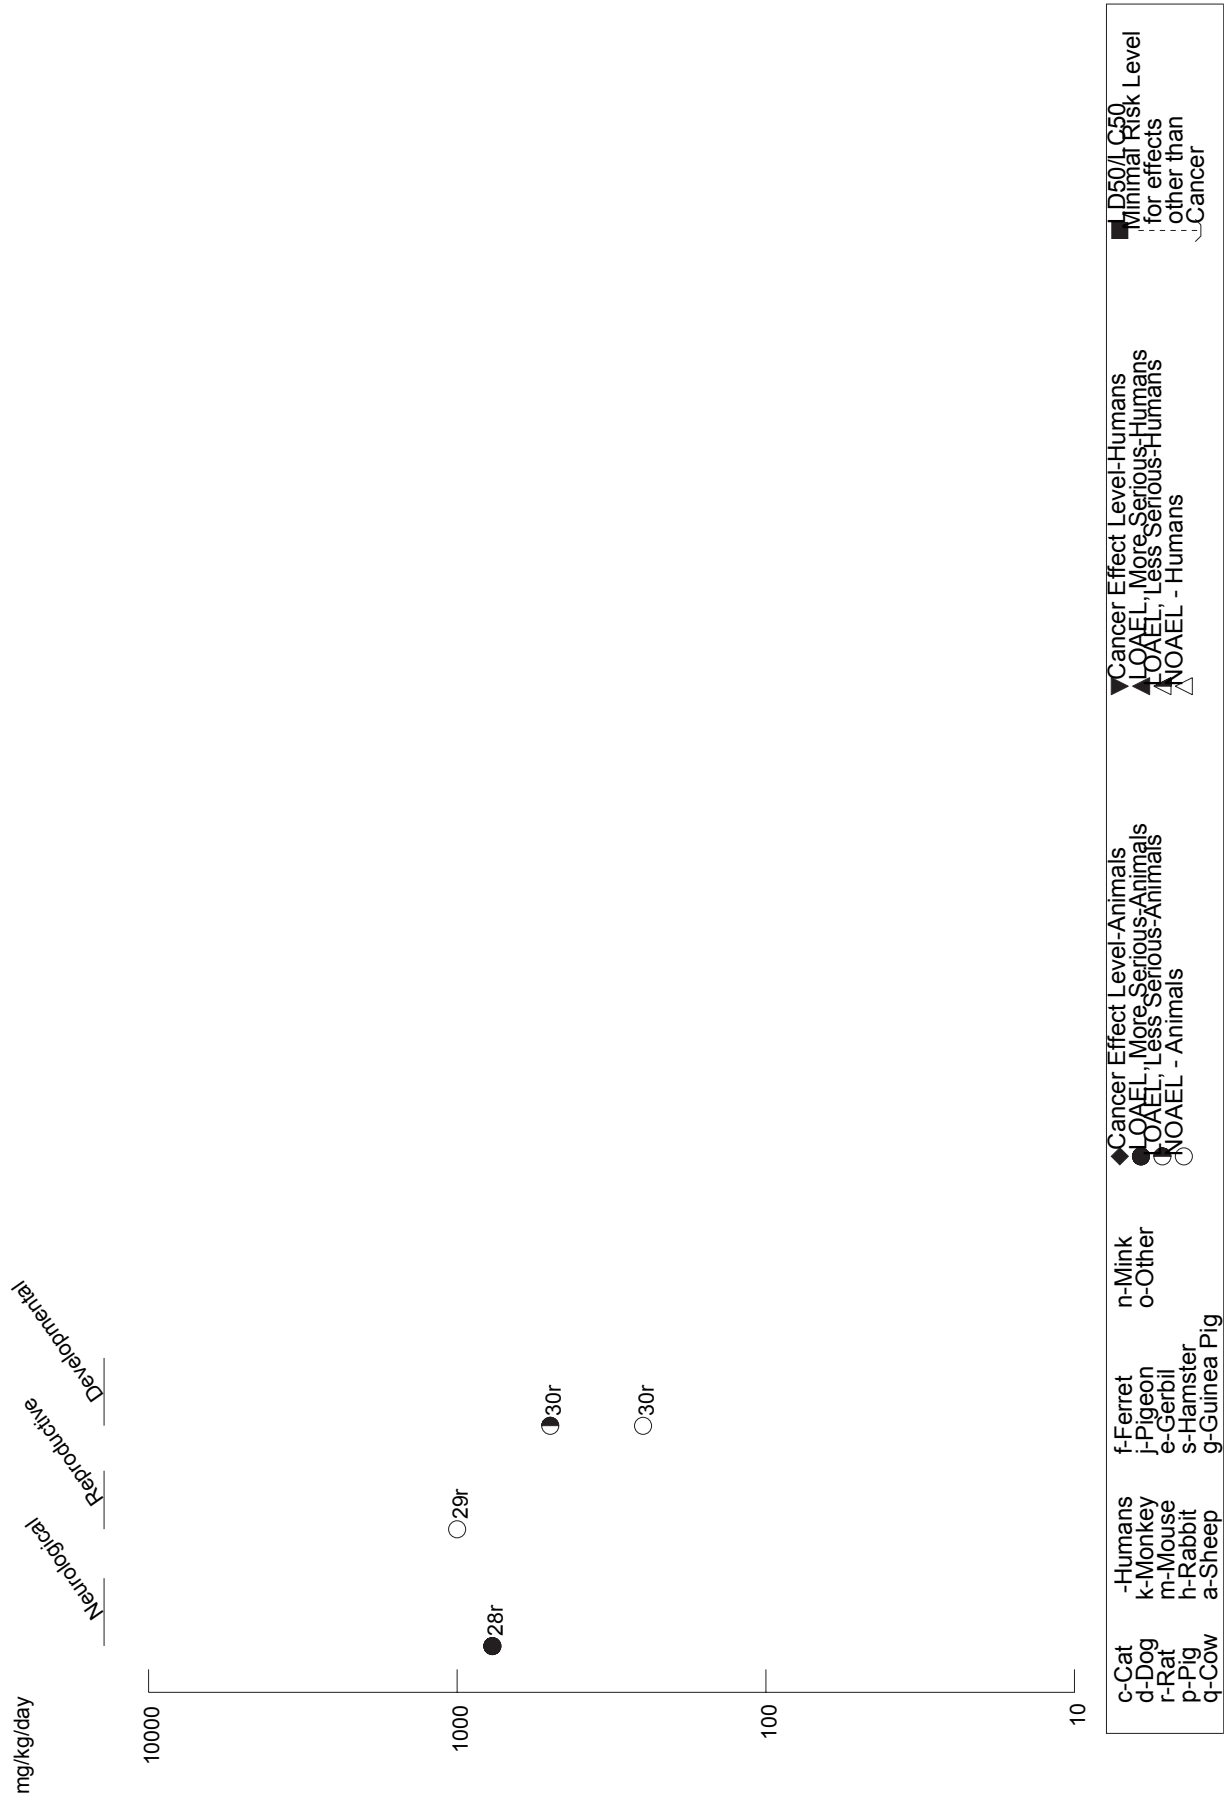 mg/kg/day
Neurological
Reproductive
Developmental
10000
1000
100
10
28r
29r
30r
30r
c-Cat
d-Dog
r-Rat
p-Pig
q-Cow
-Humans
k-Monkey
m-Mouse
h-Rabbit
a-Sheep
f-Ferret
j-Pigeon
e-Gerbil
s-Hamster
g-Guinea Pig
n-Mink
o-Other
Cancer Effect Level-Animals
LOAEL, More Serious-Animals
LOAEL, Less Serious-Animals
NOAEL - Animals
Cancer Effect Level-Humans
LOAEL, More Serious-Humans
LOAEL, Less Serious-Humans
NOAEL - Humans
LD50/LC50
Minimal Risk Level
for effects
other than
Cancer